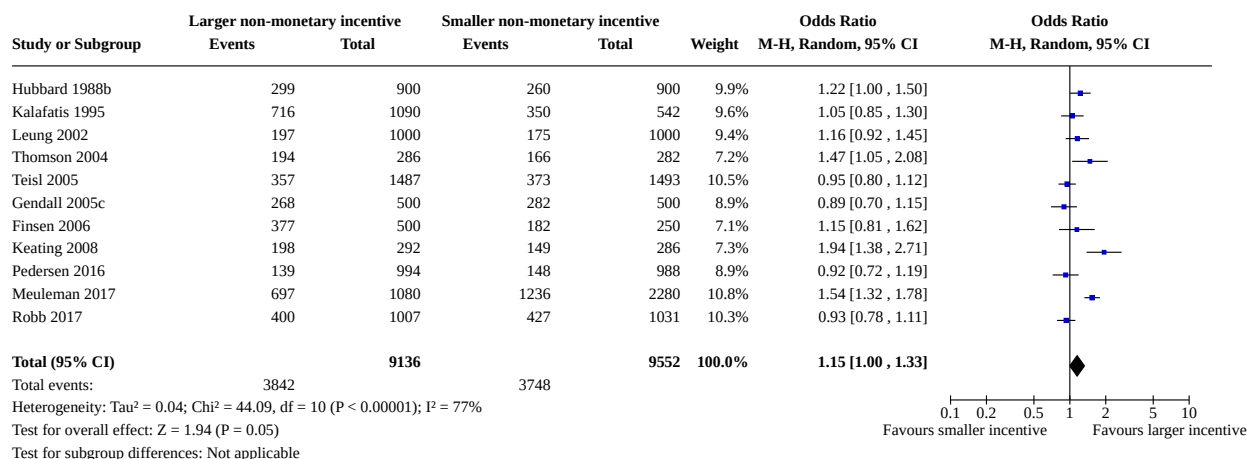 Larger non-monetary incentive Smaller non-monetary incentive Odds Ratio Odds Ratio
Study or Subgroup Events Total Events Total Weight M-H, Random, 95% CI M-H, Random, 95% CI
Hubbard 1988b 299 900 260 900 9.9% 1.22 [1.00 , 1.50]
Kalafatis 1995 716 1090 350 542 9.6% 1.05 [0.85 , 1.30]
Leung 2002 197 1000 175 1000 9.4% 1.16 [0.92 , 1.45]
Thomson 2004 194 286 166 282 7.2% 1.47 [1.05 , 2.08]
Teisl 2005 357 1487 373 1493 10.5% 0.95 [0.80 , 1.12]
Gendall 2005c 268 500 282 500 8.9% 0.89 [0.70 , 1.15]
Finsen 2006 377 500 182 250 7.1% 1.15 [0.81 , 1.62]
Keating 2008 198 292 149 286 7.3% 1.94 [1.38 , 2.71]
Pedersen 2016 139 994 148 988 8.9% 0.92 [0.72 , 1.19]
Meuleman 2017 697 1080 1236 2280 10.8% 1.54 [1.32 , 1.78]
Robb 2017 400 1007 427 1031 10.3% 0.93 [0.78 , 1.11]
Total (95% CI) 9136 9552 100.0% 1.15 [1.00 , 1.33]
Total events: 3842 3748
Heterogeneity: Tau² = 0.04; Chi² = 44.09, df = 10 (P < 0.00001); I² = 77%
0.1 0.2 0.5 1 2 5 10
Test for overall effect: Z = 1.94 (P = 0.05) Favours smaller incentive Favours larger incentive
Test for subgroup differences: Not applicable